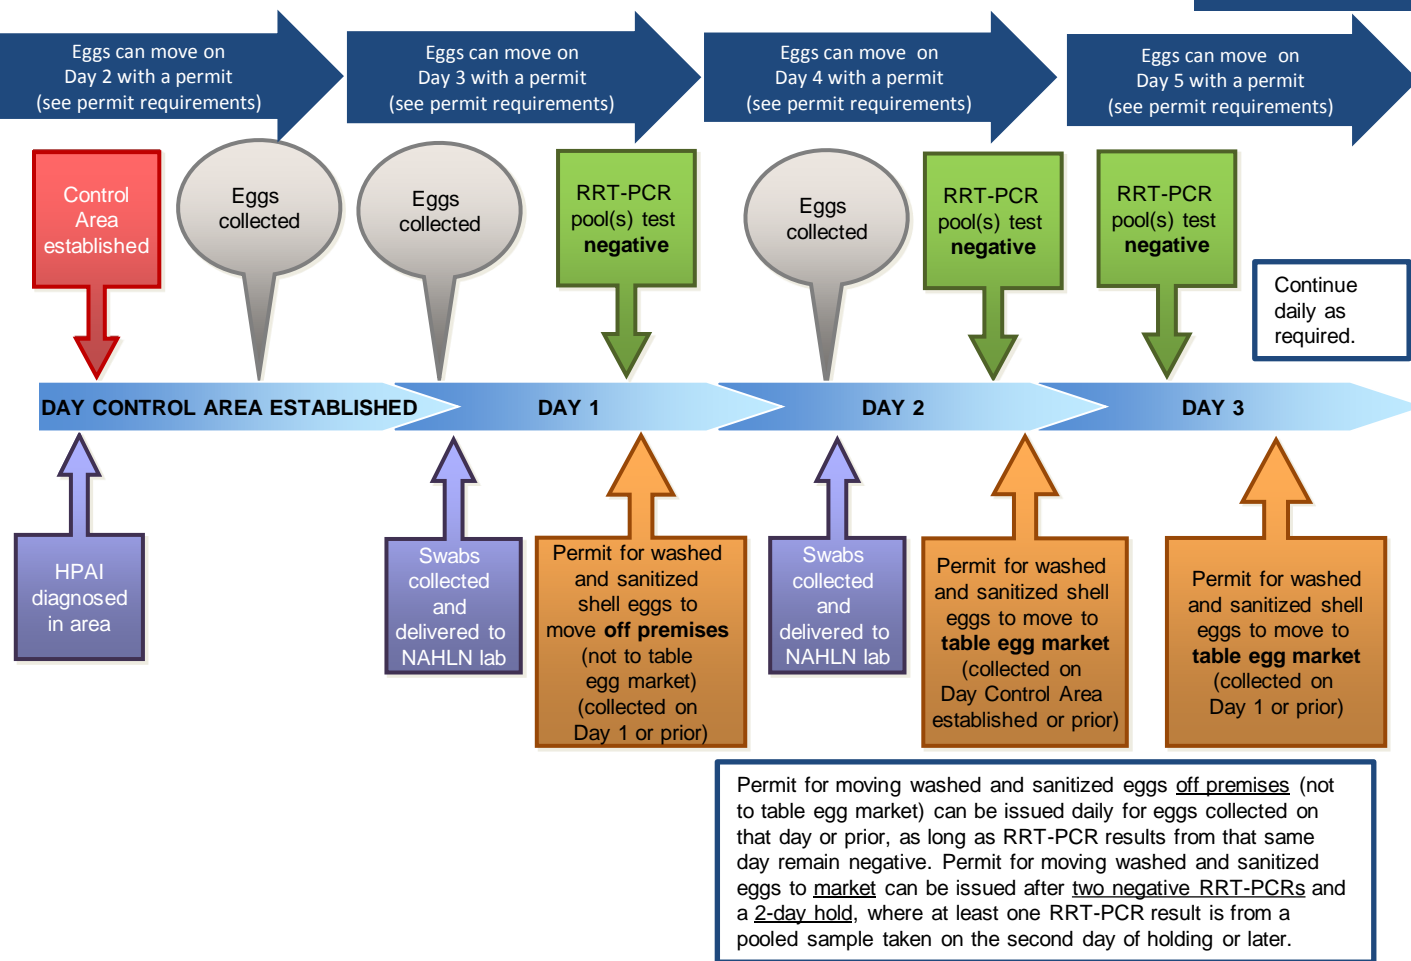 Eggs can move on
Day 2 with a permit
(see permit requirements)
Eggs can move on
Day 3 with a permit
(see permit requirements)
Eggs can move on
Day 4 with a permit
(see permit requirements)
Eggs can move on
Day 5 with a permit
(see permit requirements)
Control
Area
established
Eggs
collected
Eggs
collected
RRT-PCR
pool(s) test
negative
Eggs
collected
RRT-PCR
pool(s) test
negative
RRT-PCR
pool(s) test
negative
Continue
daily as
required.
DAY CONTROL AREA ESTABLISHED
DAY 1
DAY 2
DAY 3
HPAI
diagnosed
in area
Swabs
collected
and
delivered to
NAHLN lab
Permit for washed
and sanitized
shell eggs to
move off premises
(not to table
egg market)
(collected on
Day 1 or prior)
Swabs
collected
and
delivered to
NAHLN lab
Permit for washed
and sanitized shell
eggs to move to
table egg market
(collected on
Day Control Area
established or prior)
Permit for washed
and sanitized shell
eggs to move to
table egg market
(collected on
Day 1 or prior)
Permit for moving washed and sanitized eggs off premises (not
to table egg market) can be issued daily for eggs collected on
that day or prior, as long as RRT-PCR results from that same
day remain negative. Permit for moving washed and sanitized
eggs to market can be issued after two negative RRT-PCRs and
a 2-day hold, where at least one RRT-PCR result is from a
pooled sample taken on the second day of holding or later.